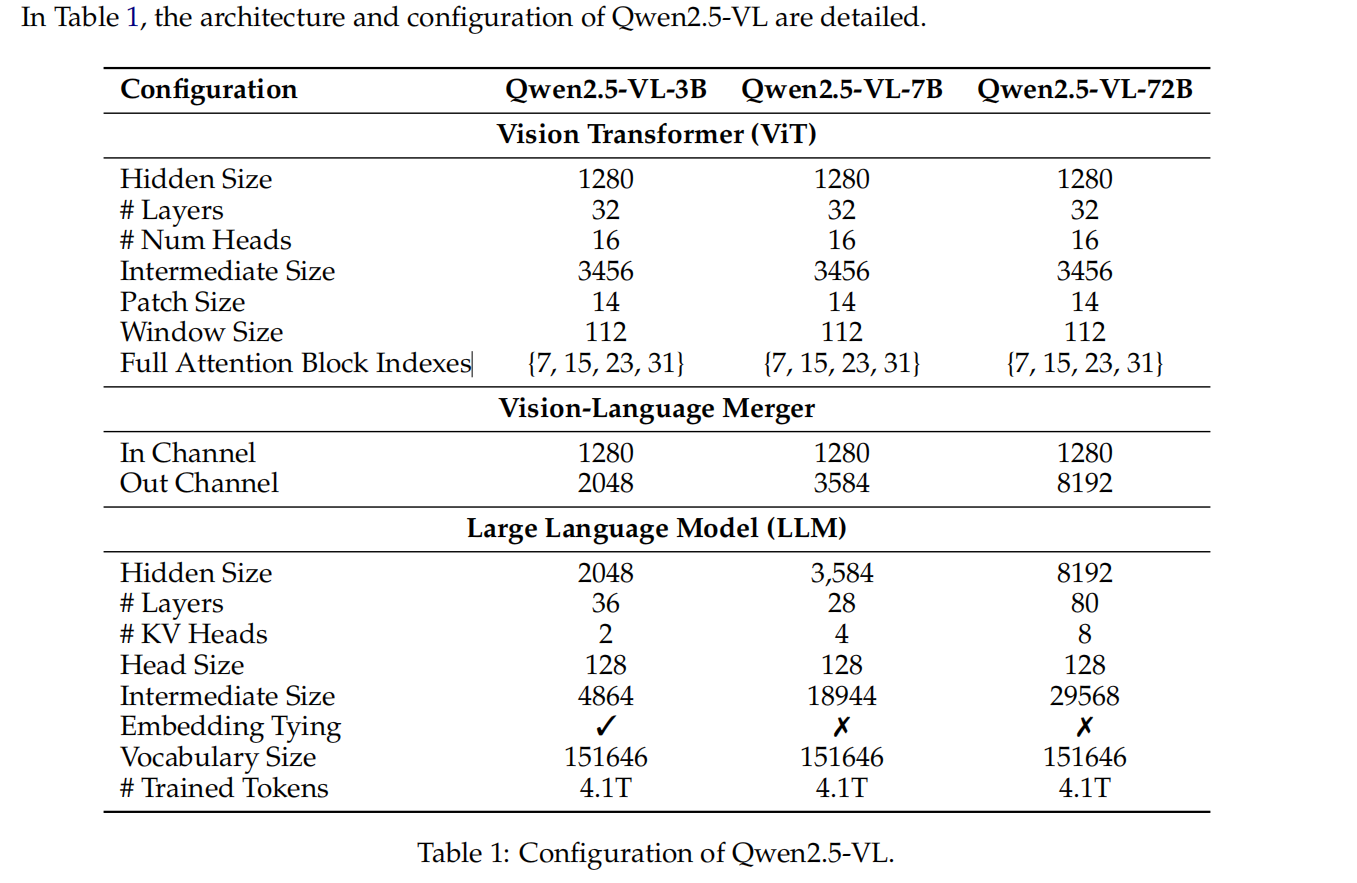 In Table 1, the architecture and configuration of Qwen2.5-VL are detailed.
Configuration Qwen2.5-VL-3B Qwen2.5-VL-7B Qwen2.5-VL-72B
Vision Transformer (ViT)
Hidden Size 1280 1280 1280
# Layers 32 32 32
# Num Heads 16 16 16
Intermediate Size 3456 3456 3456
Patch Size 14 14 14
Window Size 112 112 112
Full Attention Block Indexes {7, 15, 23, 31} {7, 15, 23, 31} {7, 15, 23, 31}
Vision-Language Merger
In Channel 1280 1280 1280
Out Channel 2048 3584 8192
Large Language Model (LLM)
Hidden Size 2048 3,584 8192
# Layers 36 28 80
# KV Heads 2 4 8
Head Size 128 128 128
Intermediate Size 4864 18944 29568
Embedding Tying ✓ ✗ ✗
Vocabulary Size 151646 151646 151646
# Trained Tokens 4.1T 4.1T 4.1T
Table 1: Configuration of Qwen2.5-VL.